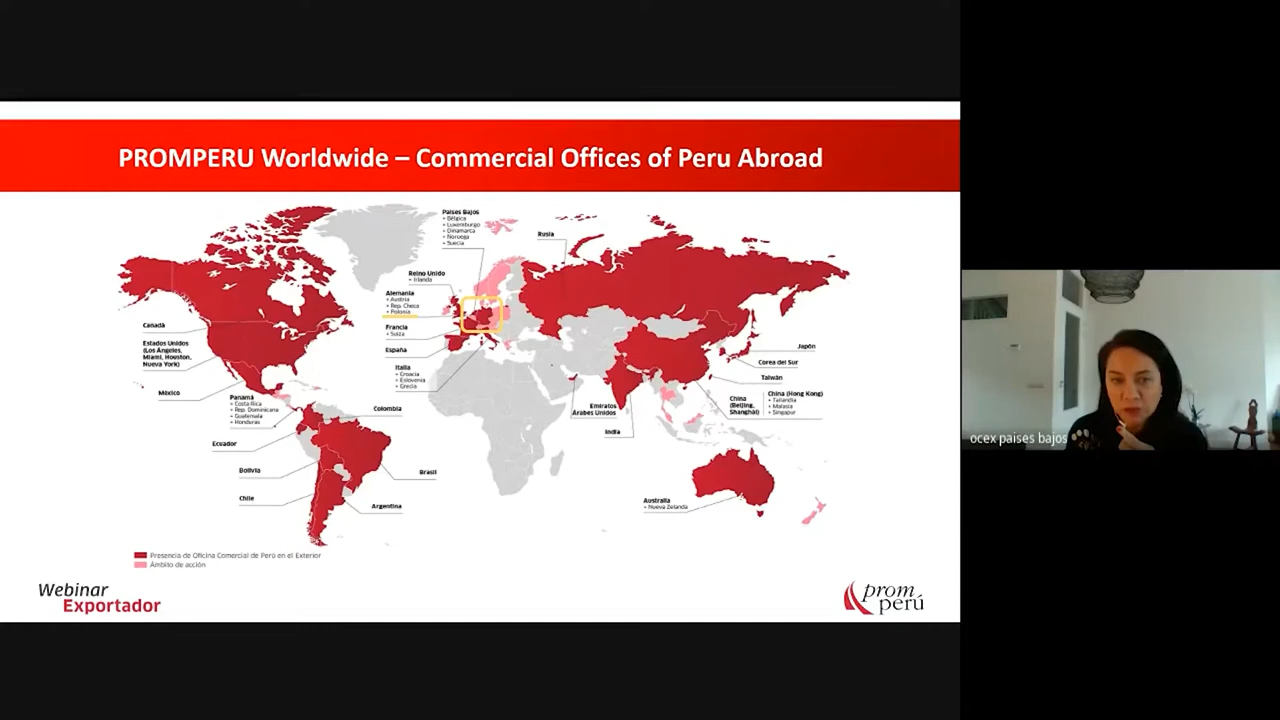 PROMPERU Worldwide – Commercial Offices of Peru Abroad
Países Bajos
+ Bélgica
+ Luxemburgo
+ Dinamarca
+ Noruega
+ Suecia
Rusia
Reino Unido
+ Irlanda
Alemania
+ Austria
+ Rep. Checa
+ Polonia
Francia
+ Suiza
España
Italia
+ Croacia
+ Eslovenia
+ Grecia
Canadá
Estados Unidos
(Los Ángeles,
Miami, Houston,
Nueva York)
México
Panamá
+ Costa Rica
+ Rep. Dominicana
+ Guatemala
+ Honduras
Colombia
Ecuador
Bolivia
Brasil
Chile
Argentina
Emiratos
Árabes Unidos
India
Japón
Corea del Sur
Taiwán
China
(Beijing,
Shanghái)
China (Hong Kong)
+ Tailandia
+ Malasia
+ Singapur
Australia
+ Nueva Zelanda
Presencia de Oficina Comercial de Perú en el Exterior
Ámbito de acción
Webinar
Exportador
prom
perú
ocex paises bajos